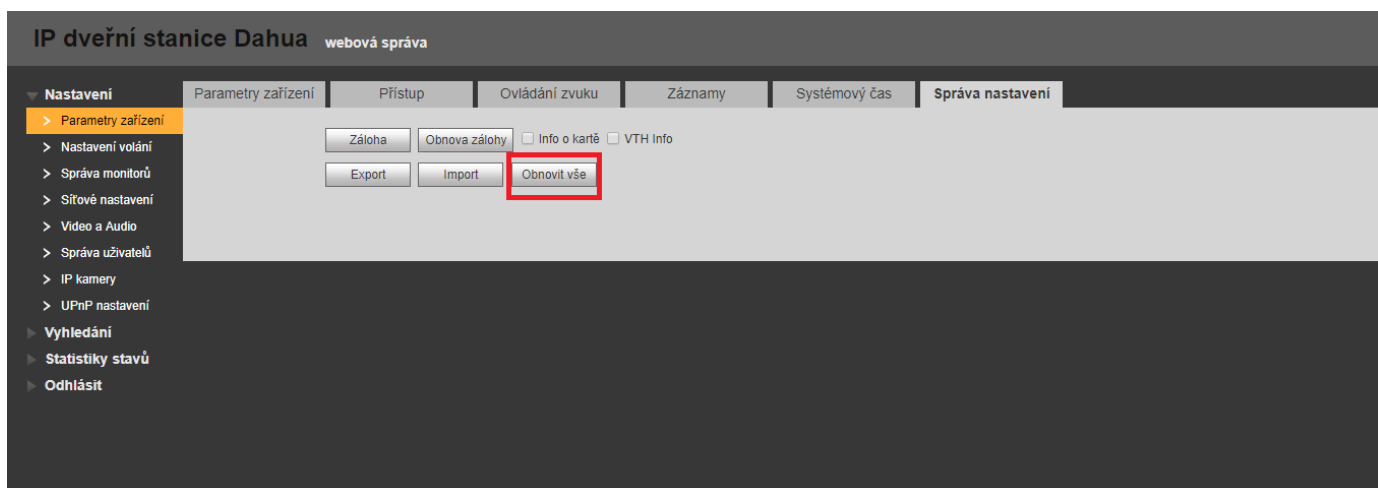 IP dveřní stanice Dahua webová správa
Nastavení
Parametry zařízení
Nastavení volání
Správa monitorů
Síťové nastavení
Video a Audio
Správa uživatelů
IP kamery
UPnP nastavení
Vyhledání
Statistiky stavů
Odhlásit
Parametry zařízení Přístup Ovládání zvuku Záznamy Systémový čas Správa nastavení
Záloha Obnova zálohy Info o kartě VTH Info
Export Import Obnovit vše